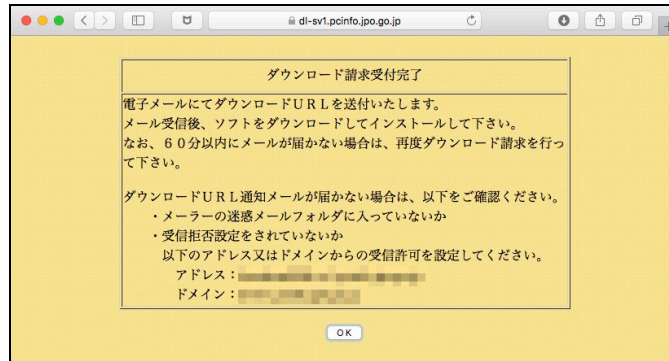 dl-sv1.pcinfo.jpo.go.jp
ダウンロード請求受付完了
電子メールにてダウンロードＵＲＬを送付いたします。
メール受信後、ソフトをダウンロードしてインストールして下さい。
なお、６０分以内にメールが届かない場合は、再度ダウンロード請求を行っ
て下さい。
ダウンロードＵＲＬ通知メールが届かない場合は、以下をご確認ください。
・メーラーの迷惑メールフォルダに入っていないか
・受信拒否設定をされていないか
以下のアドレス又はドメインからの受信許可を設定してください。
アドレス：
ドメイン：
OK